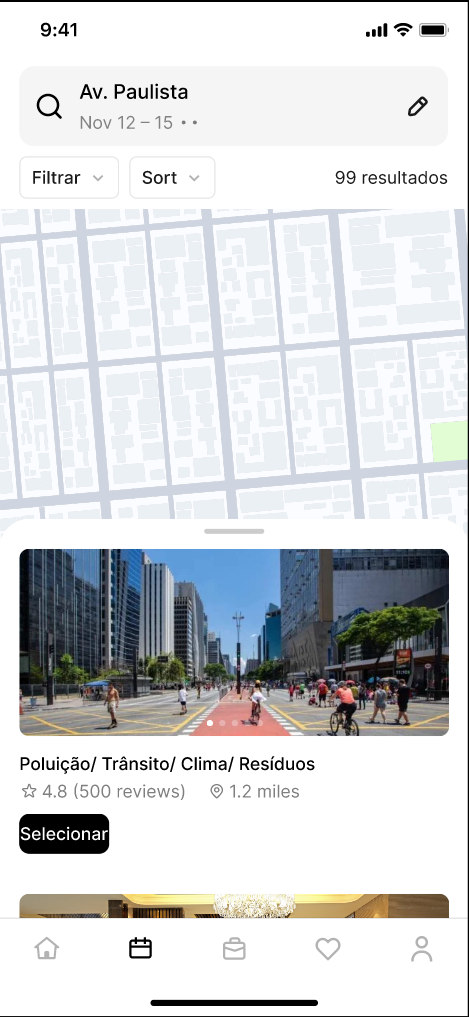 9:41
Av. Paulista
Nov 12 – 15 • •
Filtrar
Sort
99 resultados
Poluição/ Trânsito/ Clima/ Resíduos
4.8 (500 reviews)
1.2 miles
Selecionar